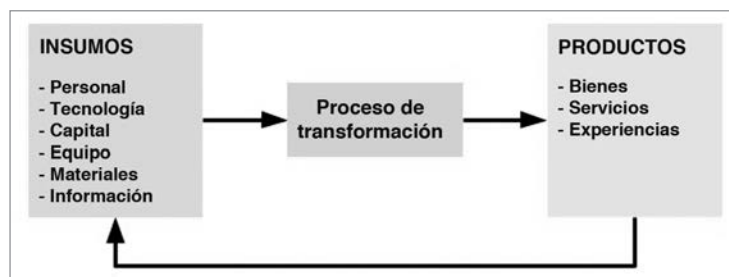 INSUMOS
- Personal
- Tecnología
- Capital
- Equipo
- Materiales
- Información
Proceso de
transformación
PRODUCTOS
- Bienes
- Servicios
- Experiencias